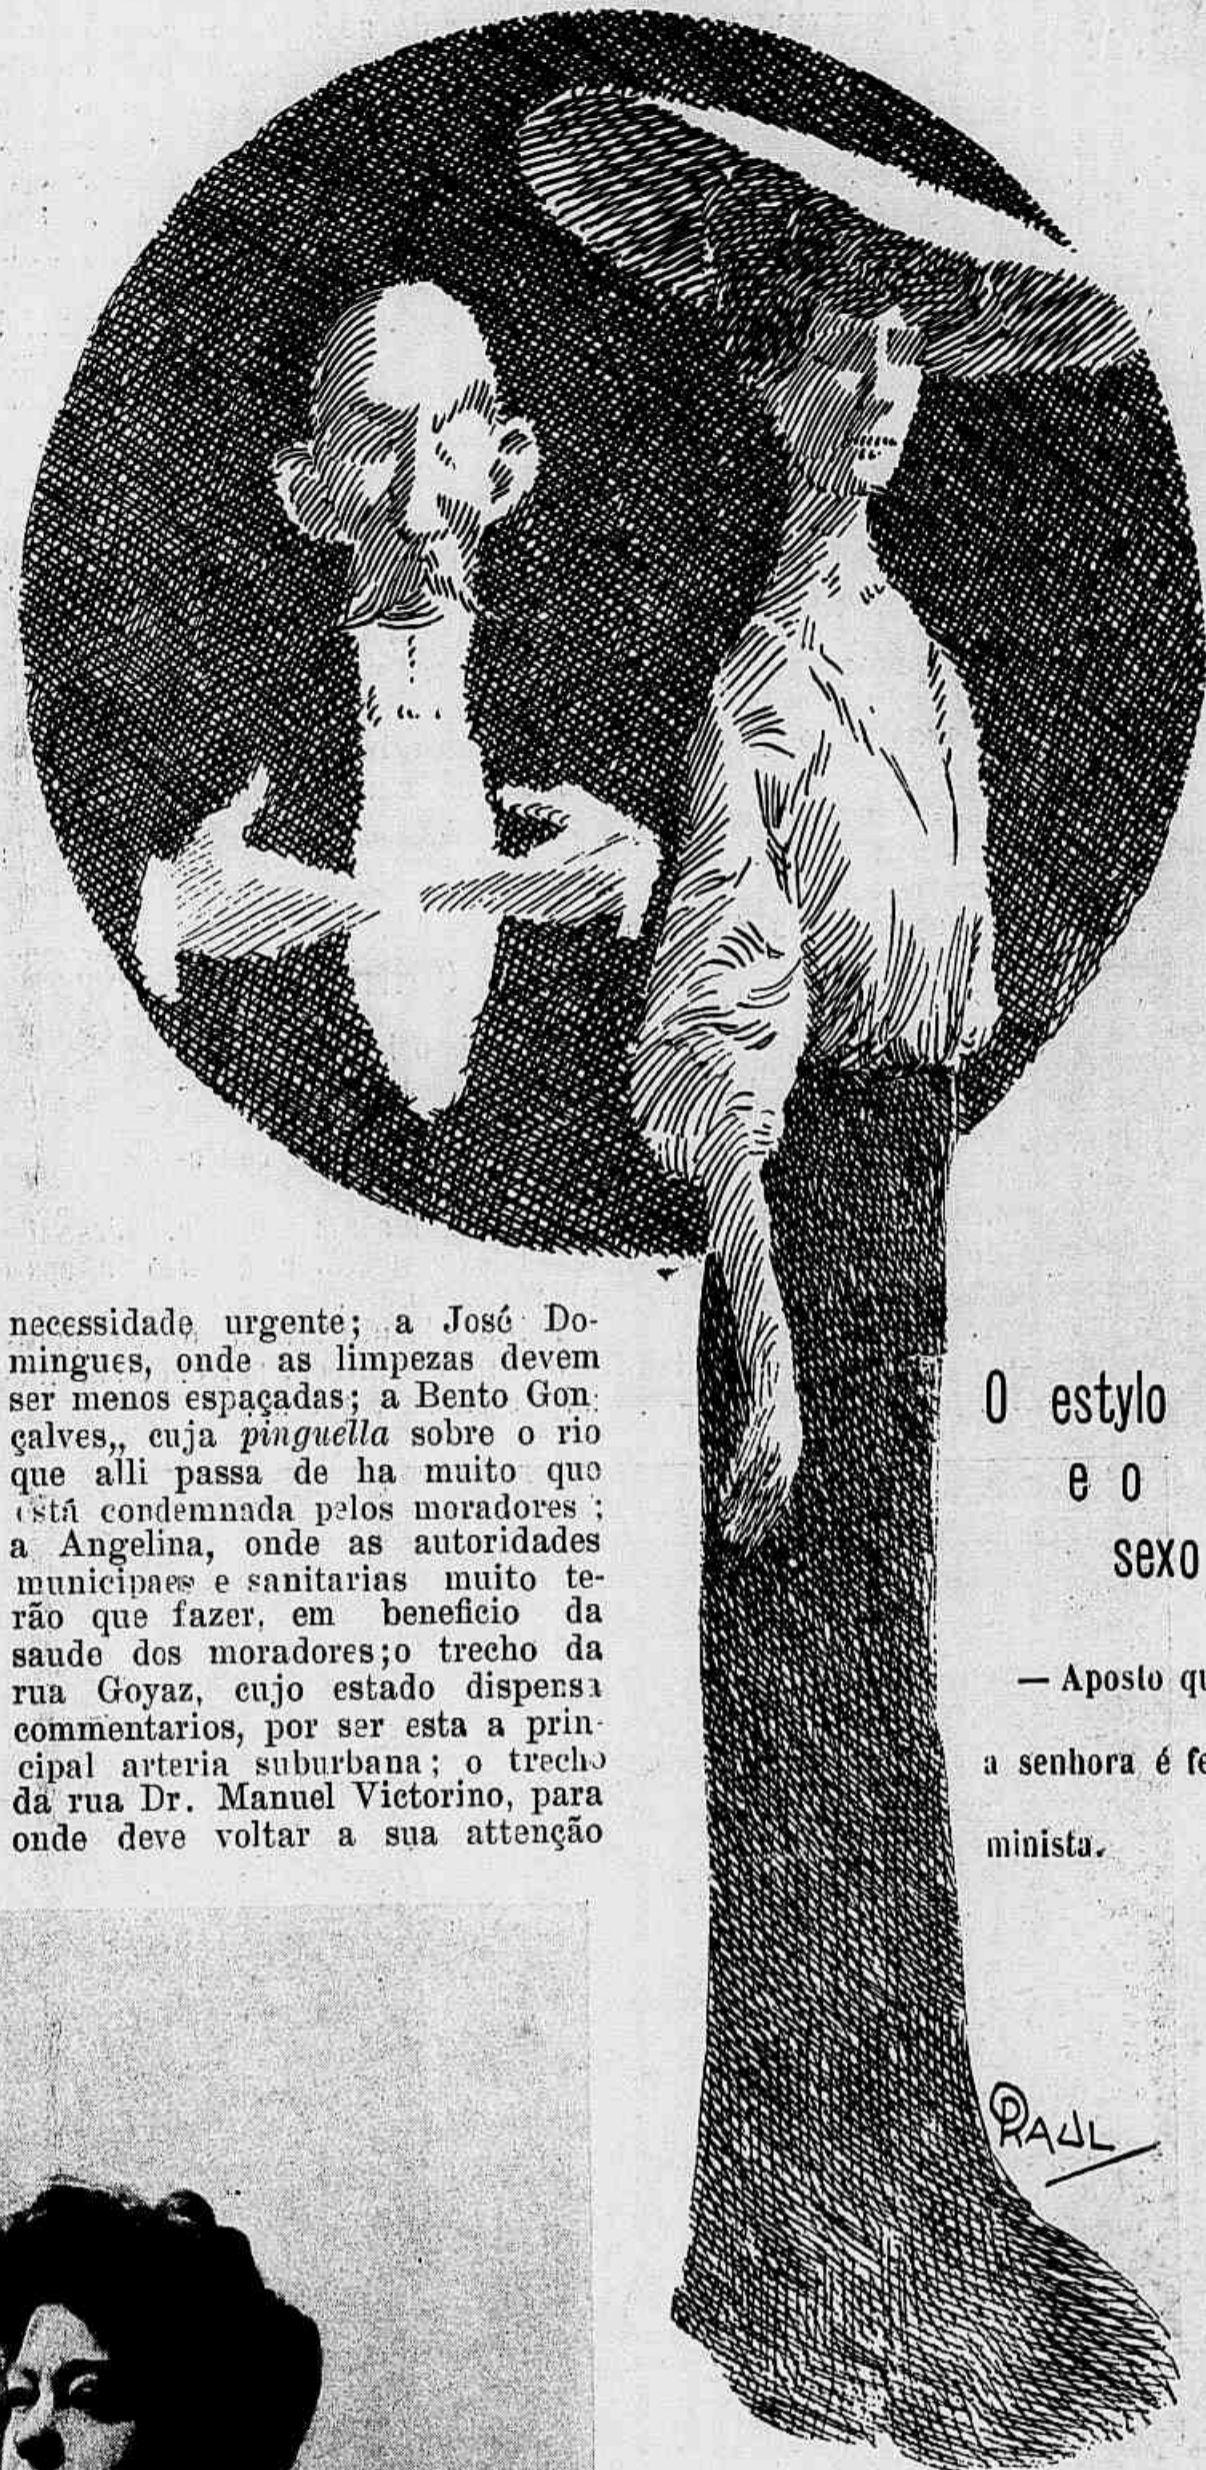 necessidade urgente; a José Do-
mingues, onde as limpezas devem
ser menos espaçadas; a Bento Gon-
çalves,, cuja pinguella sobre o rio
que alli passa de ha muito que
está condemnada pelos moradores ;
a Angelina, onde as autoridades
municipaes e sanitarias muito te-
rão que fazer, em beneficio da
saude dos moradores;o trecho da
rua Goyaz, cujo estado dispensa
commentarios, por ser esta a prin-
cipal arteria suburbana; o trecho
da rua Dr. Manuel Victorino, para
onde deve voltar a sua attenção
O estylo
e o
sexo
— Aposto qu
a senhora é fe
minista.
RAUL